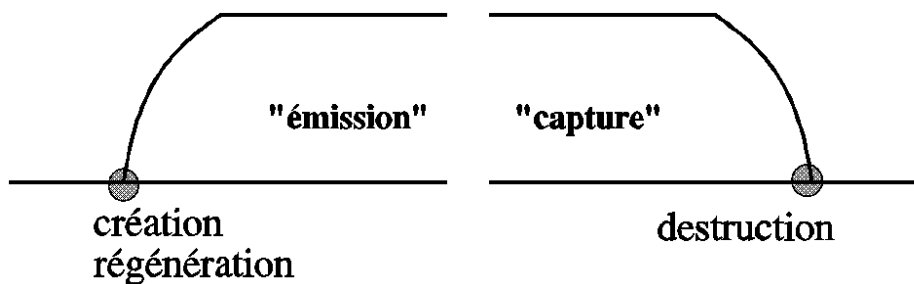 "émission"
"capture"
création
régénération
destruction